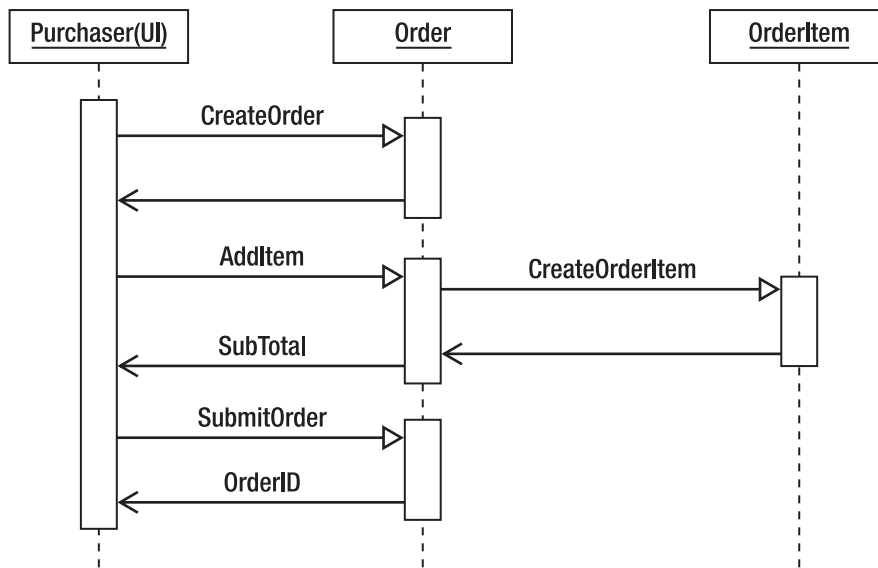 Purchaser(UI)
Order
OrderItem
CreateOrder
AddItem
CreateOrderItem
SubTotal
SubmitOrder
OrderID